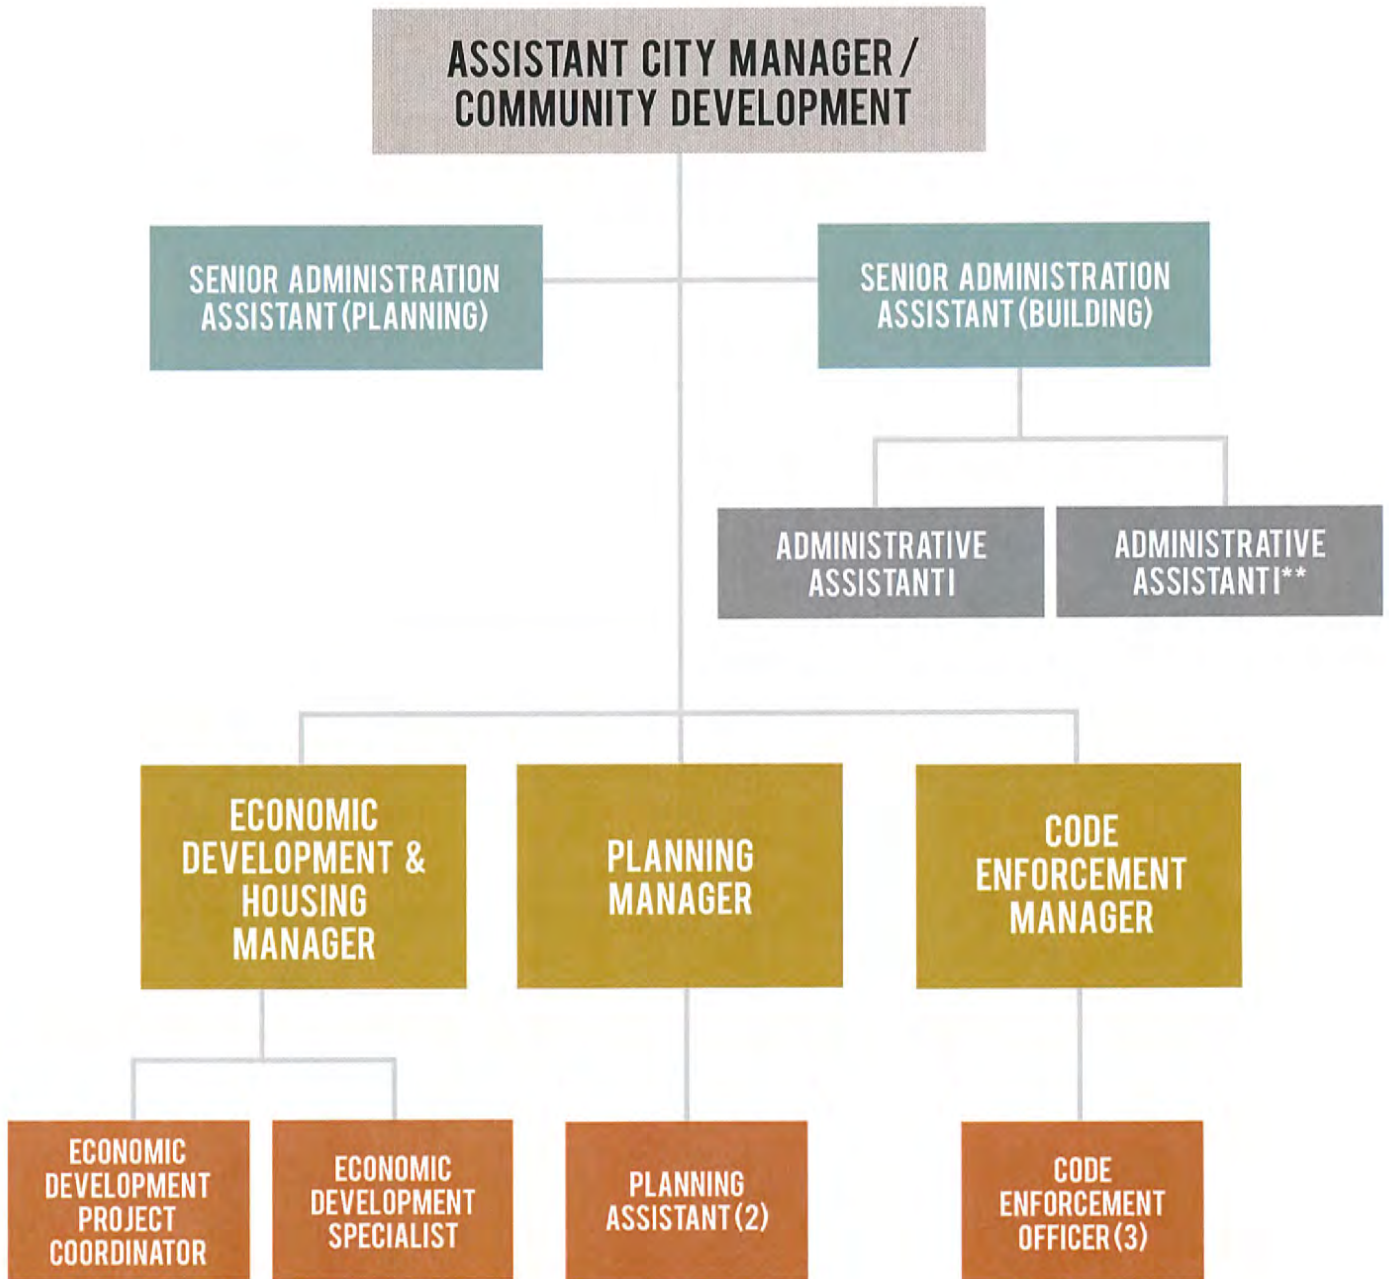 ASSISTANT CITY MANAGER /
COMMUNITY DEVELOPMENT
SENIOR ADMINISTRATION
ASSISTANT (PLANNING)
SENIOR ADMINISTRATION
ASSISTANT (BUILDING)
ADMINISTRATIVE
ASSISTANT I
ADMINISTRATIVE
ASSISTANT I**
ECONOMIC
DEVELOPMENT &
HOUSING
MANAGER
PLANNING
MANAGER
CODE
ENFORCEMENT
MANAGER
ECONOMIC
DEVELOPMENT
PROJECT
COORDINATOR
ECONOMIC
DEVELOPMENT
SPECIALIST
PLANNING
ASSISTANT (2)
CODE
ENFORCEMENT
OFFICER (3)